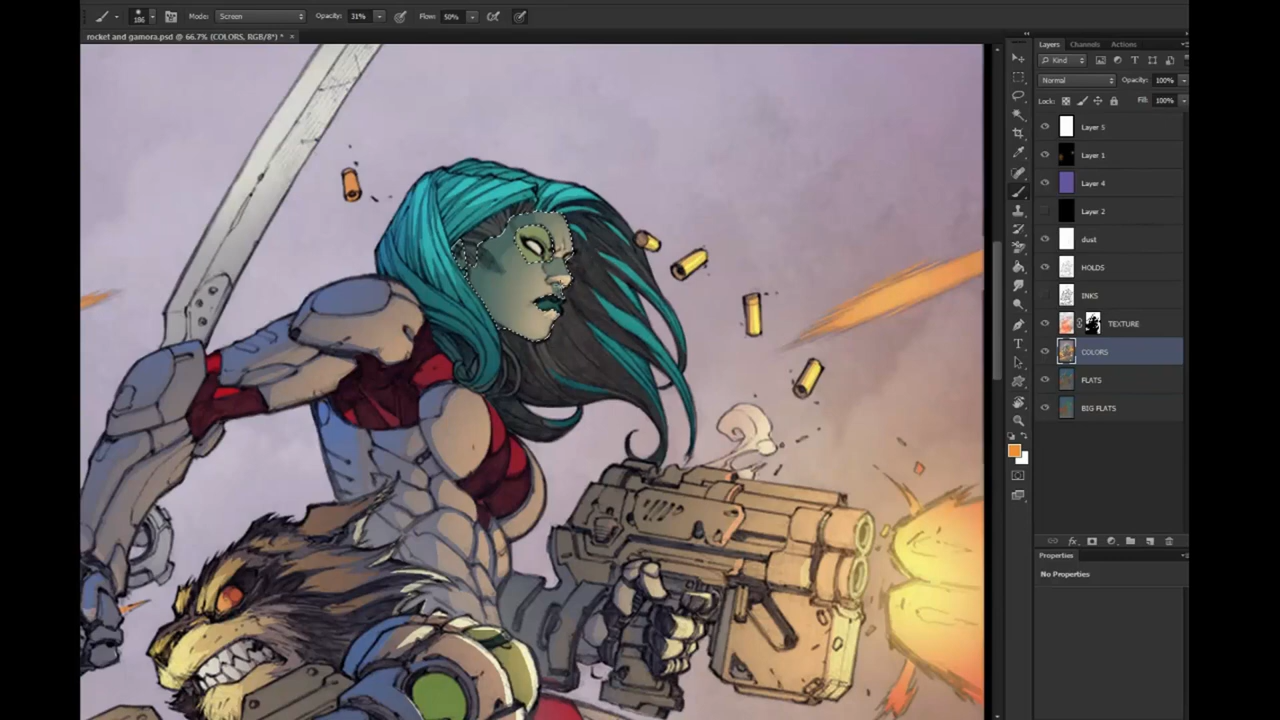 186 Mode: Screen Opacity: 31% Flow: 50%
rocket and gamora.psd @ 66.7% (COLORS, RGB/8*) * ×
Layers Channels Actions
Kind
Normal Opacity: 100%
Lock: Fill: 100%
Layer 5
Layer 1
Layer 4
Layer 2
dust
HOLDS
INKS
TEXTURE
COLORS
FLATS
BIG FLATS
fx
Properties
No Properties